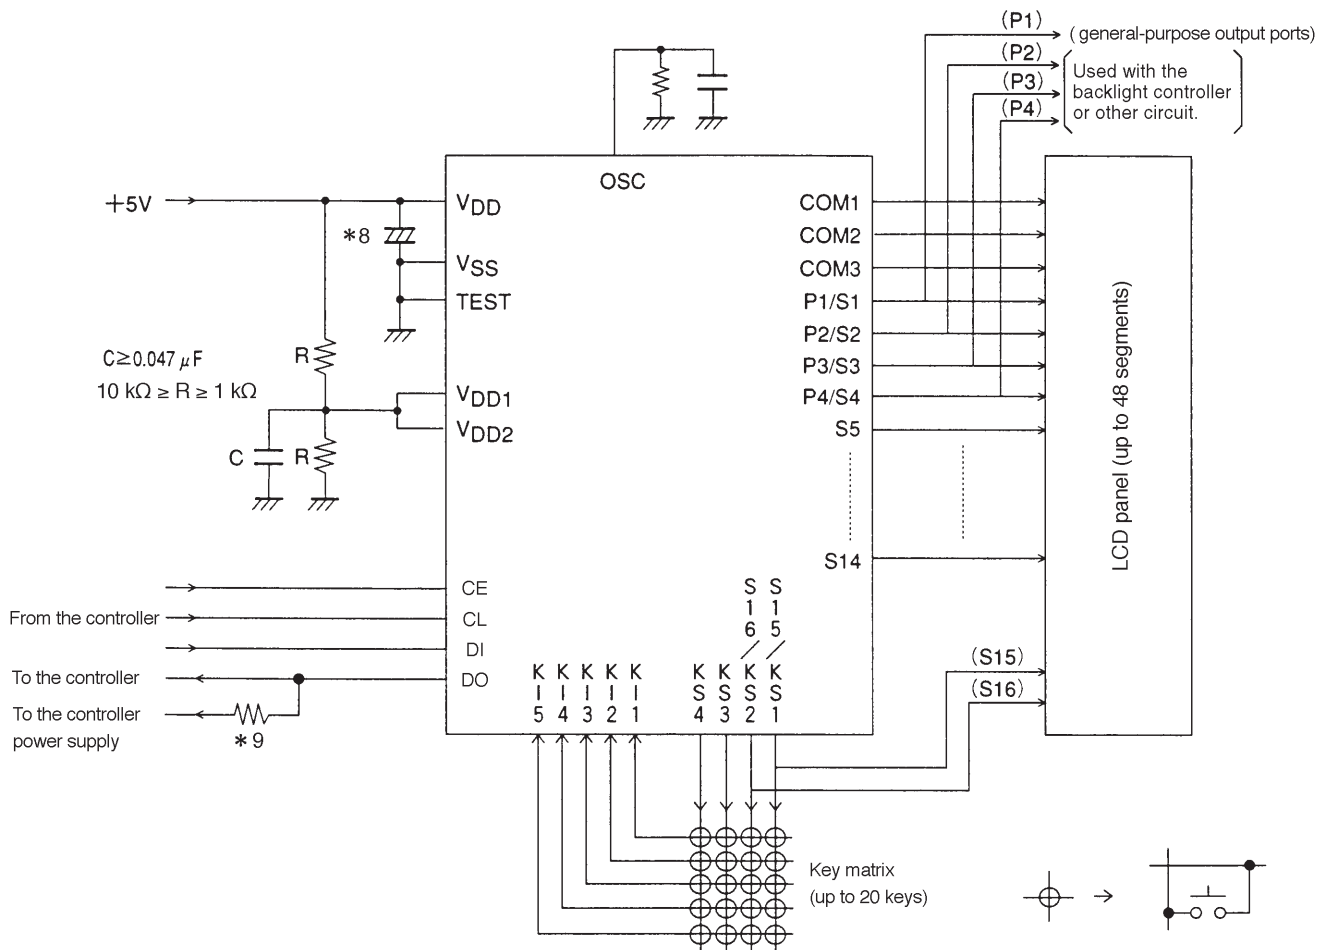 (P1)
(general-purpose output ports)
(P2)
(P3)
(P4)
Used with the
backlight controller
or other circuit.
OSC
+5V
VDD
*8
VSS
TEST
COM1
COM2
COM3
P1/S1
P2/S2
P3/S3
P4/S4
S5
S14
C≥0.047 μF
10 kΩ ≥ R ≥ 1 kΩ
R
VDD1
VDD2
C
R
LCD panel (up to 48 segments)
CE
From the controller
CL
DI
To the controller
DO
To the controller
power supply
*9
KI5
KI4
KI3
KI2
KI1
KS4
KS3
S16/KS2
S15/KS1
(S15)
(S16)
Key matrix
(up to 20 keys)